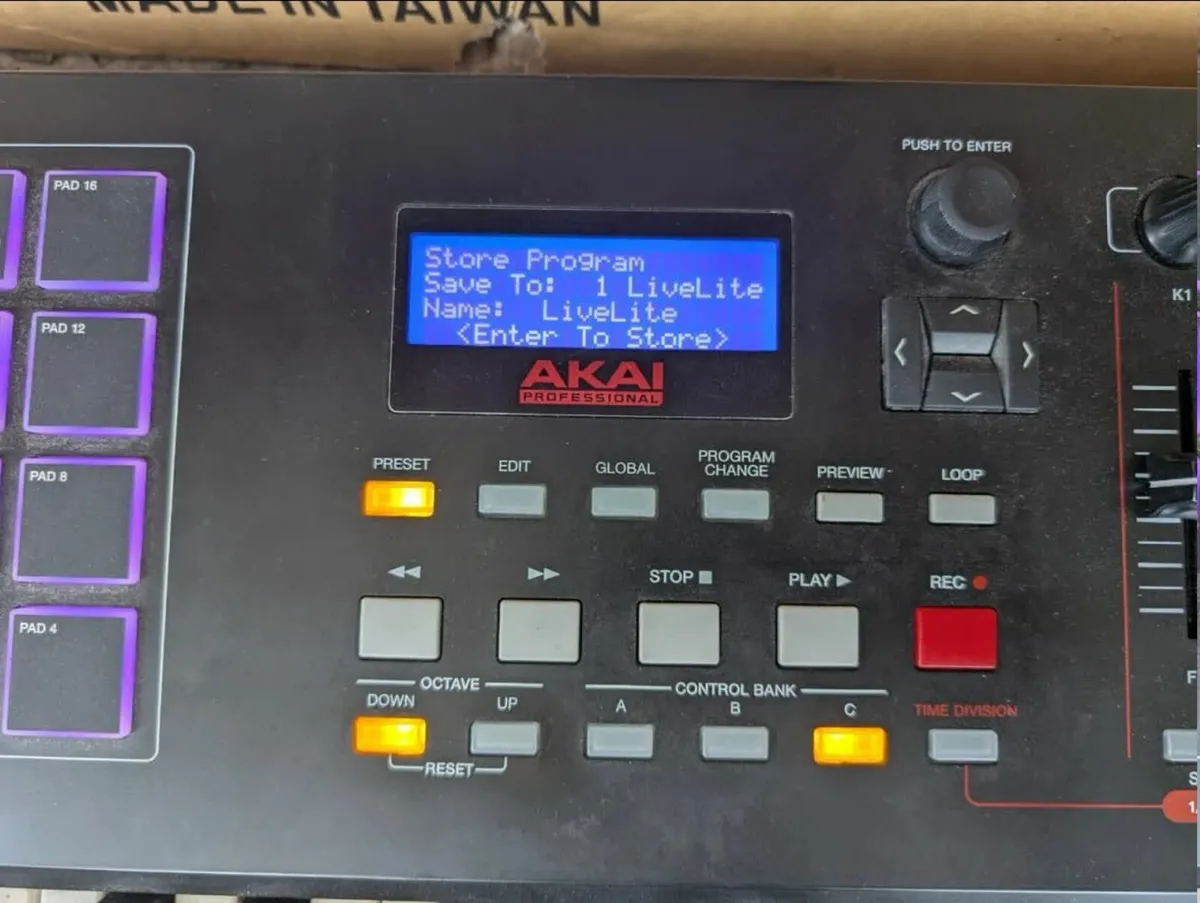 MADE IN TAIWAN
PUSH TO ENTER
PAD 16
Store Program
Save To: 1 LiveLite
Name: LiveLite
<Enter To Store>
K1
PAD 12
AKAI
PROFESSIONAL
PRESET
EDIT
GLOBAL
PROGRAM
CHANGE
PREVIEW
LOOP
PAD 8
STOP
PLAY
REC
PAD 4
OCTAVE
CONTROL BANK
DOWN
UP
A
B
C
TIME DIVISION
RESET